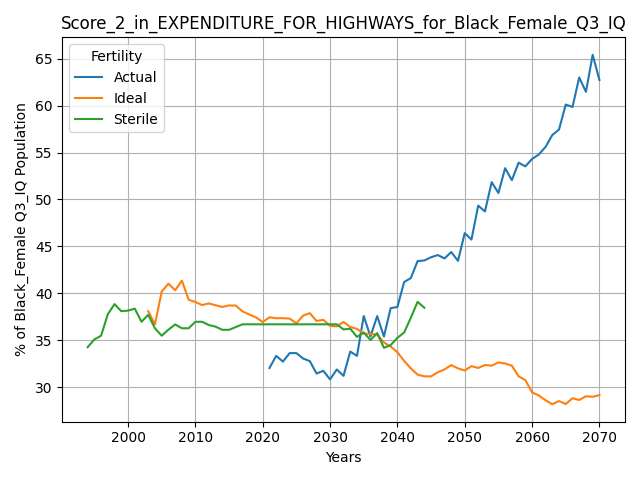 Score_2_in_EXPENDITURE_FOR_HIGHWAYS_for_Black_Female_Q3_IQ
Fertility
Actual
Ideal
Sterile
% of Black_Female Q3_IQ Population
65
60
55
50
45
40
35
30
2000 2010 2020 2030 2040 2050 2060 2070
Years